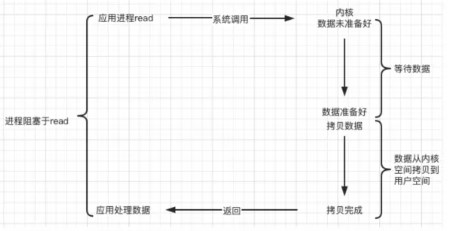 应用进程read
系统调用
内核
数据未准备好
等待数据
数据准备好
拷贝数据
进程阻塞于read
数据从内核
空间拷贝到
用户空间
应用处理数据
返回
拷贝完成